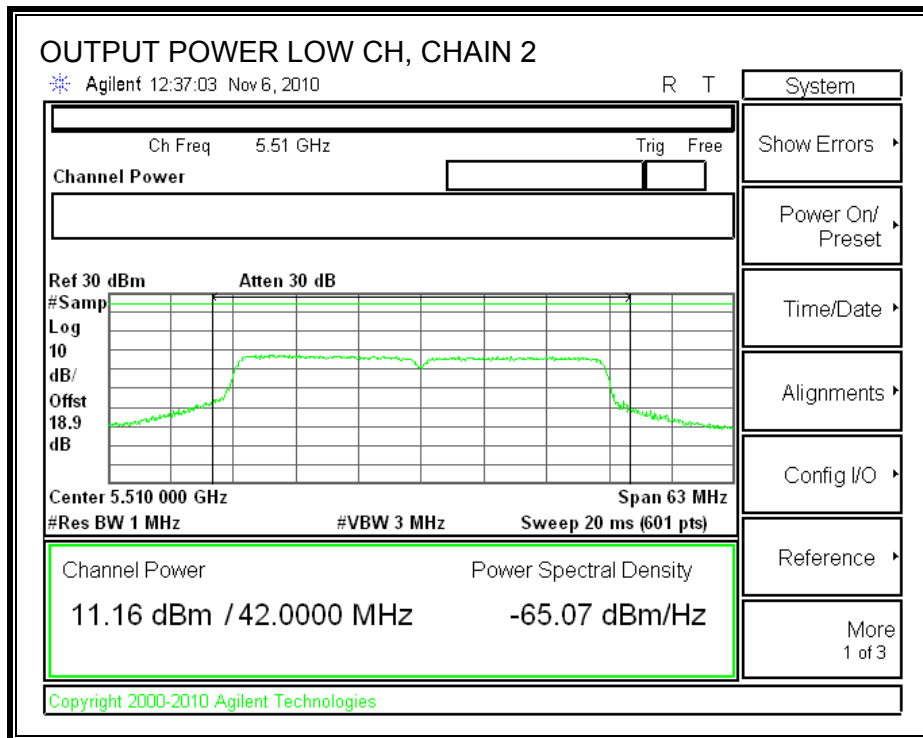 OUTPUT POWER LOW CH, CHAIN 2
Agilent 12:37:03 Nov 6, 2010 R T
System
Ch Freq 5.51 GHz Trig Free
Show Errors
Channel Power
Power On/
Preset
Ref 30 dBm Atten 30 dB
#Samp
Log
10
dB/
Offst
18.9
dB
Time/Date
Alignments
Config I/O
Center 5.510 000 GHz Span 63 MHz
#Res BW 1 MHz #VBW 3 MHz Sweep 20 ms (601 pts)
Channel Power Power Spectral Density
11.16 dBm / 42.0000 MHz -65.07 dBm/Hz
Reference
More
1 of 3
Copyright 2000-2010 Agilent Technologies